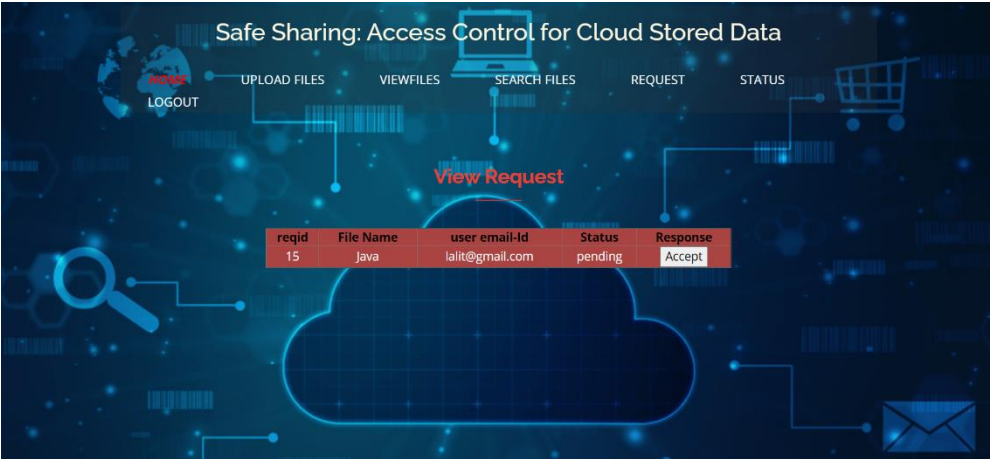 Safe Sharing: Access Control for Cloud Stored Data
HOME UPLOAD FILES VIEWFILES SEARCH FILES REQUEST STATUS
LOGOUT
View Request
reqid File Name user email-Id Status Response
15 Java lalit@gmail.com pending Accept